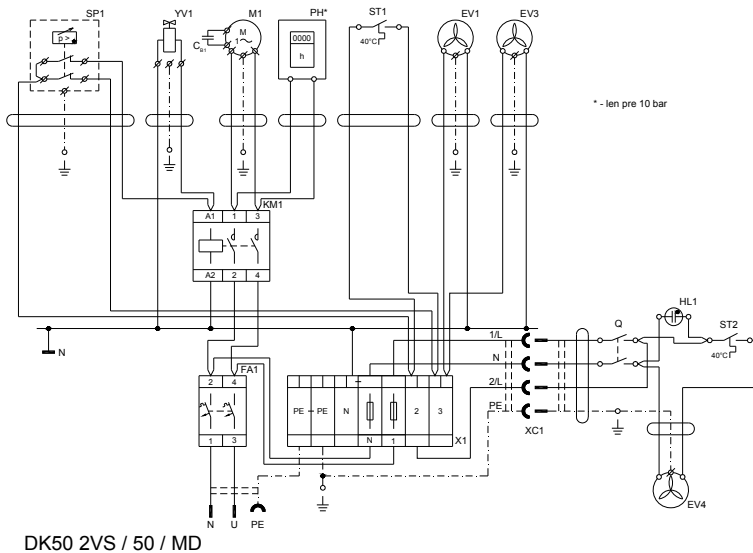 SP1 YV1 M1 PH* ST1 EV1 EV3
p >
C B1
M
1
0000
h
40°C
* - len pre 10 bar
KM1
A1 1 3
A2 2 4
N
HL1
Q
ST2
40°C
1/L
N
2/L
PE
XC1
FA1
2 4
PE PE N 2 3
1 3
N 1
X1
EV4
N U PE
DK50 2VS / 50 / MD